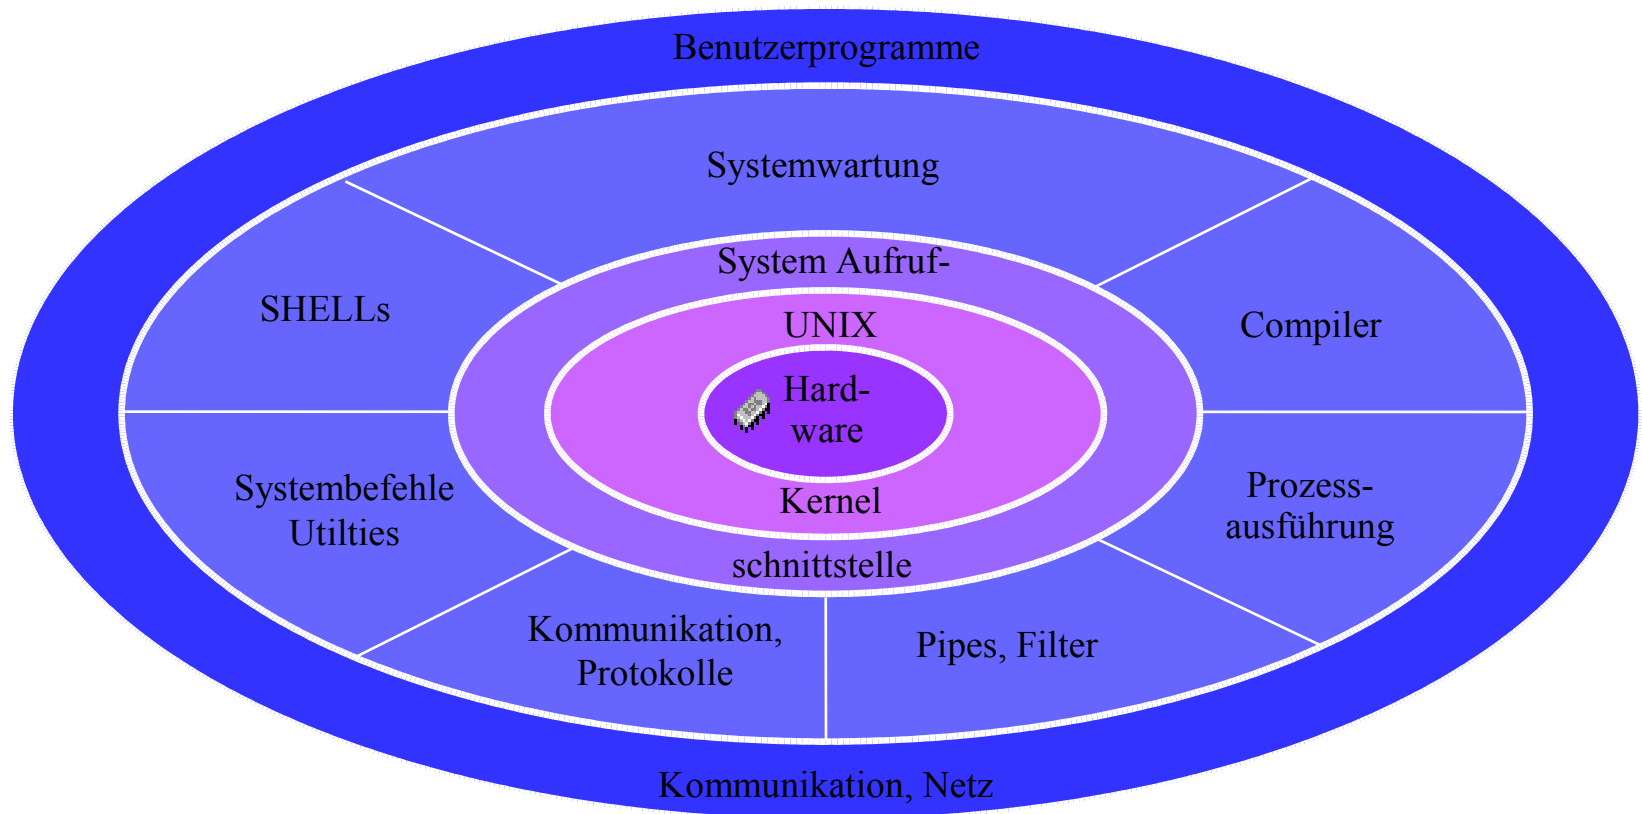 Benutzerprogramme
Systemwartung
System Aufruf-
SHELLs
UNIX
Compiler
Hard-
ware
Systembefehle
Utilties
Kernel
Prozess-
ausführung
schnittstelle
Kommunikation,
Protokolle
Pipes, Filter
Kommunikation, Netz